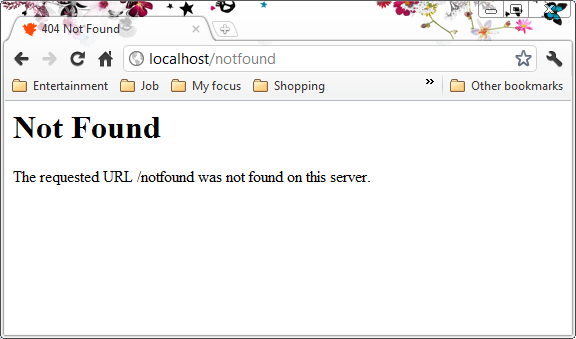 404 Not Found
localhost/notfound
Entertainment Job My focus Shopping » Other bookmarks
Not Found
The requested URL /notfound was not found on this server.